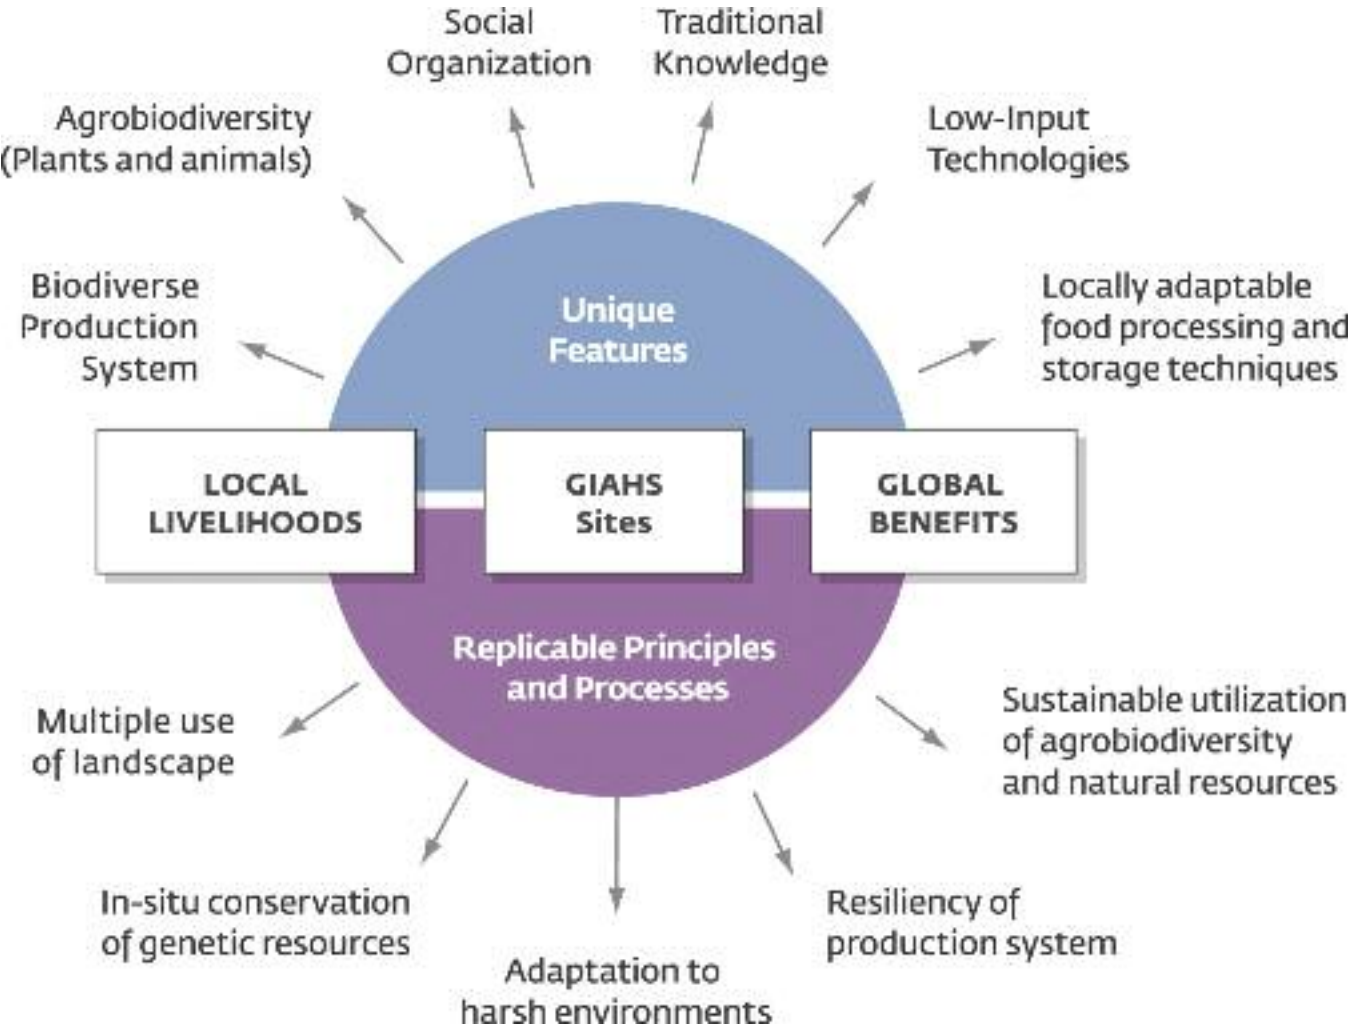 Social
Organization
Traditional
Knowledge
Agrobiodiversity
(Plants and animals)
Low-Input
Technologies
Biodiverse
Production
System
Locally adaptable
food processing and
storage techniques
Unique
Features
LOCAL
LIVELIHOODS
GIAHS
Sites
GLOBAL
BENEFITS
Replicable Principles
and Processes
Multiple use
of landscape
Sustainable utilization
of agrobiodiversity
and natural resources
In-situ conservation
of genetic resources
Resiliency of
production system
Adaptation to
harsh environments